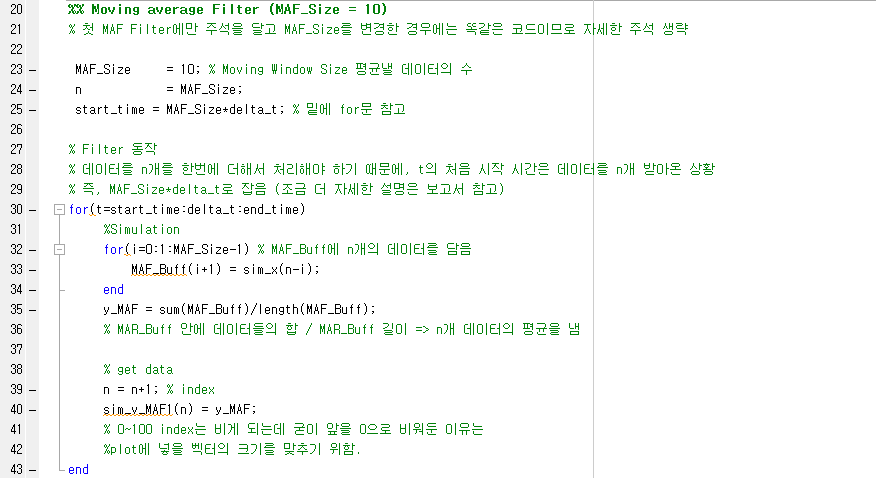 20 %% Moving average Filter (MAF_Size = 10)
21 % 첫 MAF Filter에만 주석을 달고 MAF_Size를 변경한 경우에는 똑같은 코드이므로 자세한 주석 생략
22
23 – MAF_Size = 10; % Moving Window Size 평균낼 데이터의 수
24 – n = MAF_Size;
25 – start_time = MAF_Size*delta_t; % 밑에 for문 참고
26
27 % Filter 동작
28 % 데이터를 n개를 한번에 더해서 처리해야 하기 때문에, t의 처음 시작 시간은 데이터를 n개 받아온 상황
29 % 즉, MAF_Size*delta_t로 잡음 (조금 더 자세한 설명은 보고서 참고)
30 – for(t=start_time:delta_t:end_time)
31 %Simulation
32 – for(i=0:1:MAF_Size-1) % MAF_Buff에 n개의 데이터를 담음
33 – MAF_Buff(i+1) = sim_x(n-i);
34 – end
35 – y_MAF = sum(MAF_Buff)/length(MAF_Buff);
36 % MAR_Buff 안에 데이터들의 합 / MAR_Buff 길이 => n개 데이터의 평균을 냄
37
38 % get data
39 – n = n+1; % index
40 – sim_y_MAF1(n) = y_MAF;
41 % 0~100 index는 비게 되는데 굳이 앞을 0으로 비워둔 이유는
42 %plot에 넣을 벡터의 크기를 맞추기 위함.
43 – end